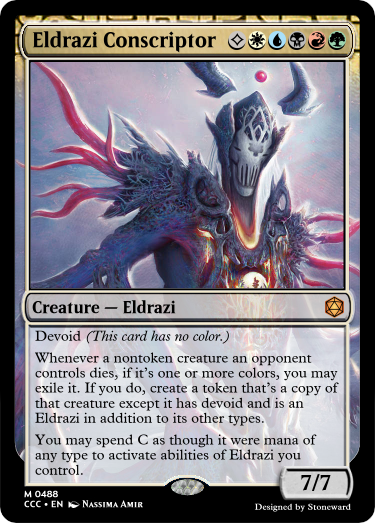 Eldrazi Conscriptor
Creature — Eldrazi
Devoid (This card has no color.)
Whenever a nontoken creature an opponent
controls dies, if it's one or more colors, you may
exile it. If you do, create a token that's a copy of
that creature except it has devoid and is an
Eldrazi in addition to its other types.
You may spend C as though it were mana of
any type to activate abilities of Eldrazi you
control.
7/7
M 0488
CCC • EN Nassima Amir
Designed by Stoneward